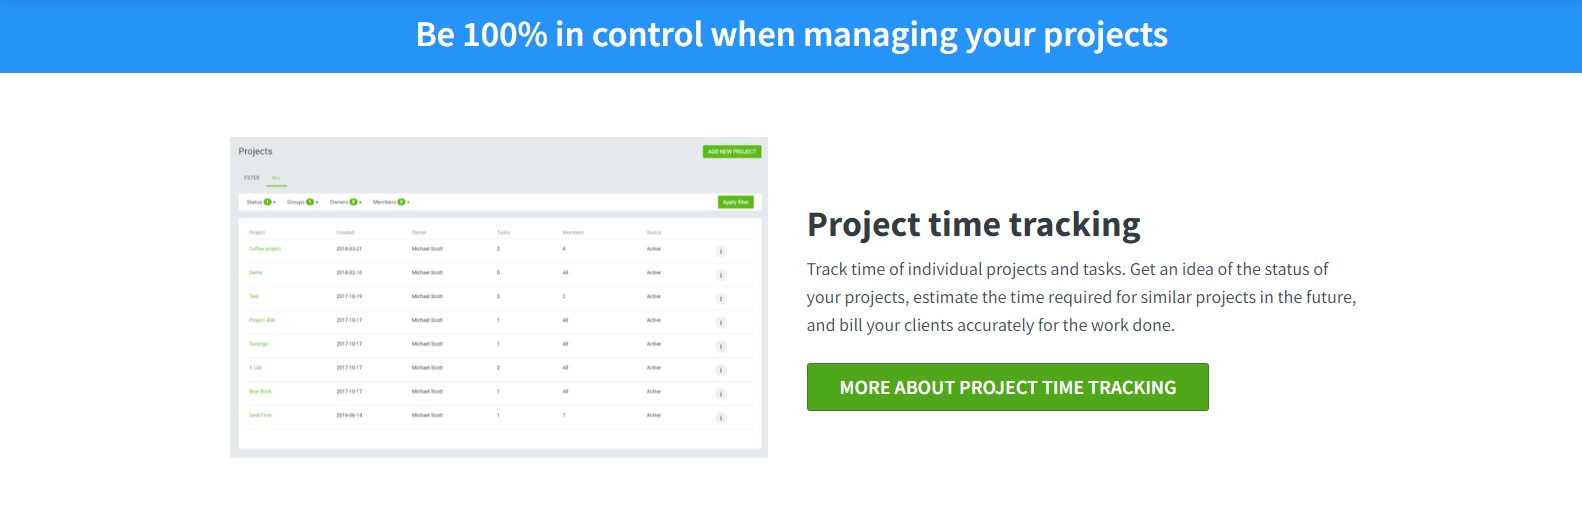 Be 100% in control when managing your projects
Projects
ADD NEW PROJECT
FILTER ALL
Status Groups Owners Members Apply filter
Project Created Owner Tasks Members Status
Coffee project 2018-03-21 Michael Scott 2 4 Active
Demo 2018-02-16 Michael Scott 0 All Active
Test 2017-10-19 Michael Scott 3 2 Active
Project 404 2017-10-17 Michael Scott 1 All Active
Durango 2017-10-17 Michael Scott 1 All Active
X Lab 2017-10-17 Michael Scott 2 All Active
Blue Book 2017-10-17 Michael Scott 1 All Active
DeskTime 2016-06-14 Michael Scott 1 7 Active
Project time tracking
Track time of individual projects and tasks. Get an idea of the status of
your projects, estimate the time required for similar projects in the future,
and bill your clients accurately for the work done.
MORE ABOUT PROJECT TIME TRACKING